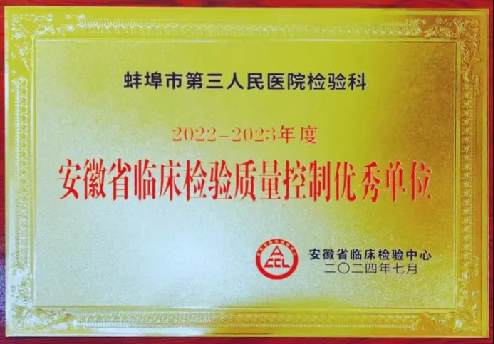 蚌埠市第三人民医院检验科
2022-2023年度
安徽省临床检验质量控制优秀单位
安徽省临床检验中心
二〇二四年七月